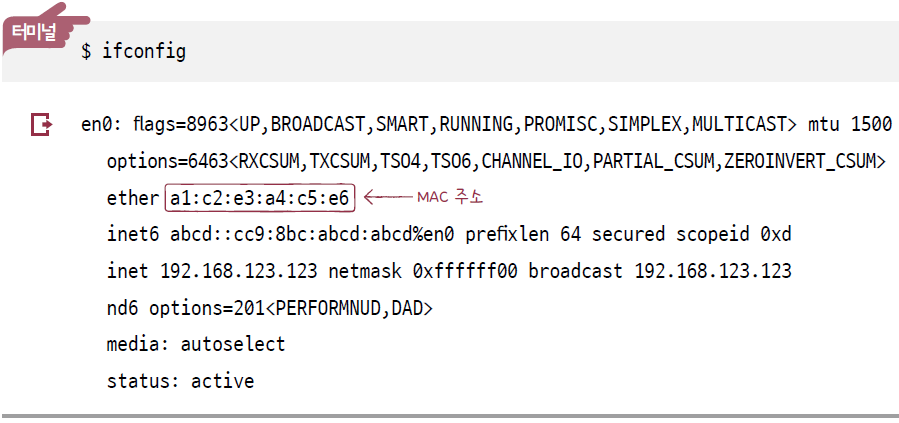 터미널
$ ifconfig
en0: flags=8963<UP,BROADCAST,SMART,RUNNING,PROMISC,SIMPLEX,MULTICAST> mtu 1500
options=6463<RXCSUM,TXCSUM,TSO4,TSO6,CHANNEL_IO,PARTIAL_CSUM,ZEROINVERT_CSUM>
ether a1:c2:e3:a4:c5:e6 MAC 주소
inet6 abcd::cc9:8bc:abcd:abcd%en0 prefixlen 64 secured scopeid 0xd
inet 192.168.123.123 netmask 0xffffff00 broadcast 192.168.123.123
nd6 options=201<PERFORMNUD,DAD>
media: autoselect
status: active